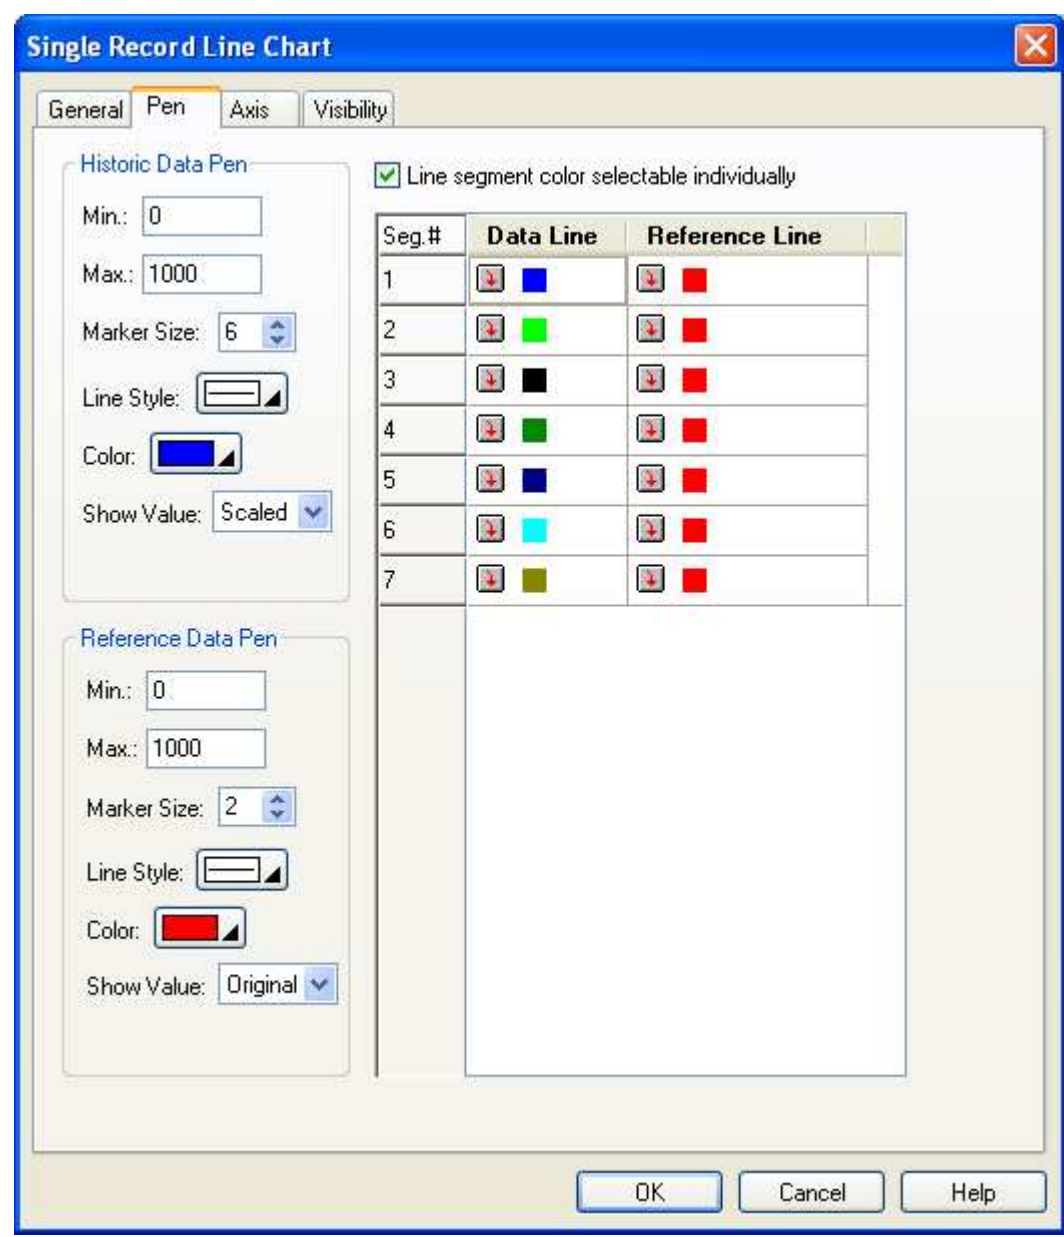 Single Record Line Chart
General Pen Axis Visibility
Historic Data Pen
Min.: 0
Max.: 1000
Marker Size: 6
Line Style:
Color:
Show Value: Scaled
Reference Data Pen
Min.: 0
Max.: 1000
Marker Size: 2
Line Style:
Color:
Show Value: Original
Line segment color selectable individually
Seg.# Data Line Reference Line
1
2
3
4
5
6
7
OK Cancel Help